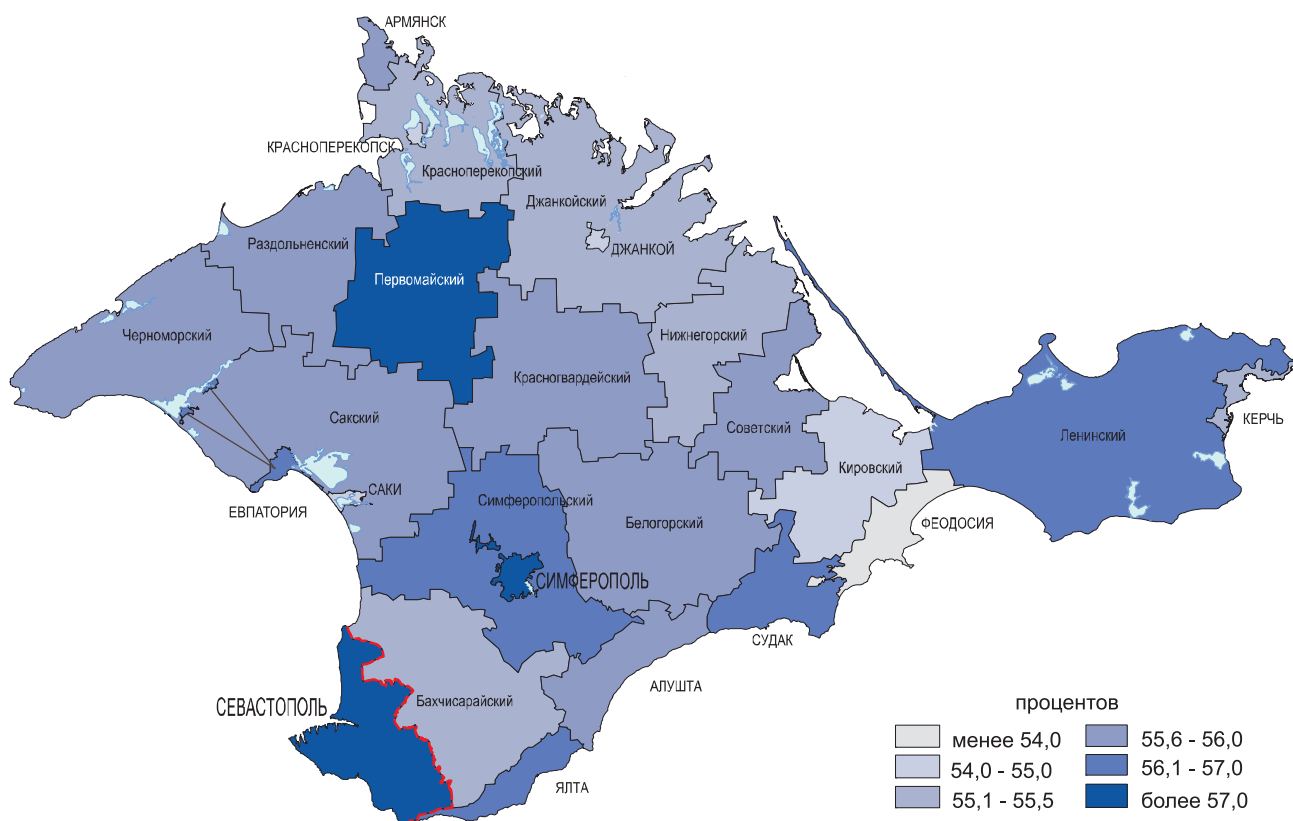 АРМЯНСК
КРАСНОПЕРЕКОПСК
Красноперекопский
Джанкойский
Раздольненский
ДЖАНКОЙ
Первомайский
Черноморский
Нижнегорский
Красногвардейский
Сакский
Советский
Ленинский
КЕРЧЬ
Кировский
САКИ
Симферопольский
ЕВПАТОРИЯ
Белогорский
ФЕОДОСИЯ
СИМФЕРОПОЛЬ
СУДАК
АЛУШТА
Бахчисарайский
СЕВАСТОПОЛЬ
ЯЛТА
процентов
менее 54,0
54,0 - 55,0
55,1 - 55,5
55,6 - 56,0
56,1 - 57,0
более 57,0